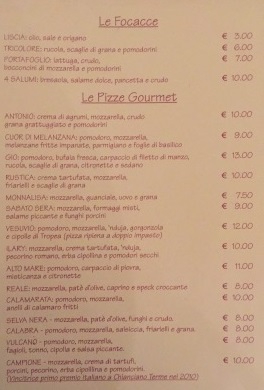 Le Focacce
LISCIA: olio, sale e origano € 3.00
TRICOLORE: rucola, scaglie di grana e pomodorini € 6.00
PORTAFOGLIO: lattuga, crudo, € 7.00
bocconcini di mozzarella e pomodorini
4 SALUMI: bresaola, salame dolce, pancetta e crudo € 10.00
Le Pizze Gourmet
ANTONIO: crema di agrumi, mozzarella, crudo € 10.00
grana grattuggiato e pomodorini
CUOR DI MELANZANA: pomodoro, mozzarella, € 9.00
melanzane fritte impanate, parmigiano e foglie di basilico
GIO: pomodoro, bufala fresca, carpaccio di filetto di manzo, € 13.00
rucola, scaglie di grana, citronette e sedano
RUSTICA: crema tartufata, mozzarella, € 10.00
friarielli e scaglie di grana
MONNALISA: mozzarella, guanciale, uovo e grana € 7.50
SABATO SERA: mozzarella, formaggi misti, € 9.00
salame piccante e funghi porcini
VESUVIO: pomodoro, mozzarella, 'nduja, gorgonzola € 12.00
e cipolla di Tropea (pizza ripiena a doppio impasto)
ILARY: mozzarella, crema tartufata, 'nduja, € 10.00
pecorino romano, erba cipollina e pomodori secchi
ALTO MARE: pomodoro, carpaccio di piovra, € 11.00
misticanza e citronette
REALE: mozzarella, patè d'olive, caprino e speck croccante € 8.00
CALAMARATA: pomodoro, mozzarella, € 10.00
anelli di calamaro fritti
SELVA NERA - mozzarella, patè d'olive, funghi e crudo. € 8.00
CALABRA - pomodoro, mozzarella, salsiccia, friarielli e grana. € 8.00
VULCANO - pomodoro, mozzarella, € 8.00
fagioli, tonno, cipolla e salsa piccante.
CAMPIONE - mozzarella, crema di tartufi, € 10.00
porcini, pecorino, erba cipollina e pomodorini.
(Vincitrice primo premio italiano a Chianciano Terme nel 2010)